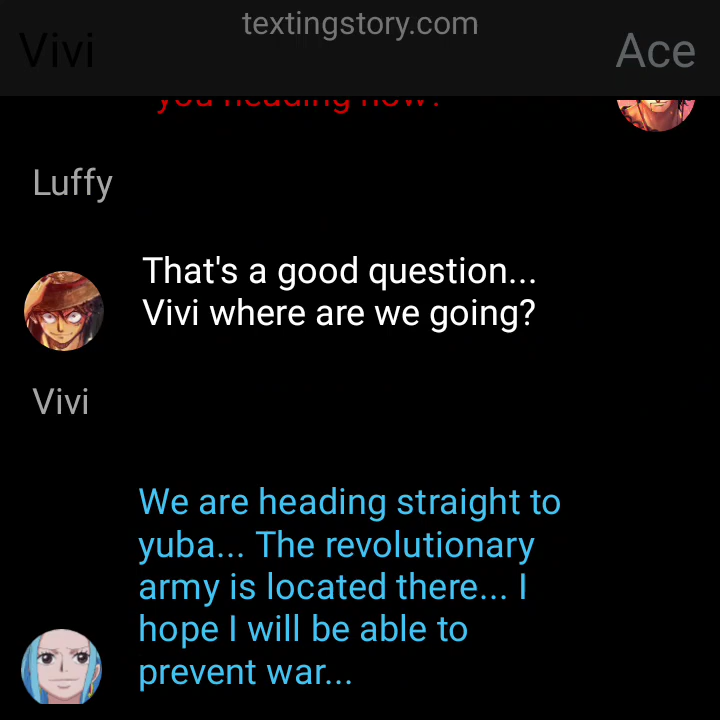 textingstory.com
Vivi
Ace
you heading now?
Luffy
That's a good question...
Vivi where are we going?
Vivi
We are heading straight to
yuba... The revolutionary
army is located there... I
hope I will be able to
prevent war...